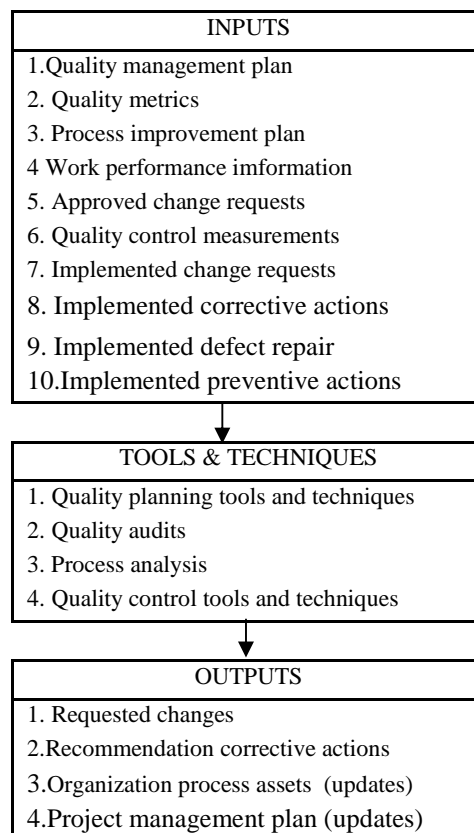 INPUTS
1.Quality management plan
2. Quality metrics
3. Process improvement plan
4 Work performance imformation
5. Approved change requests
6. Quality control measurements
7. Implemented change requests
8. Implemented corrective actions
9. Implemented defect repair
10.Implemented preventive actions
TOOLS & TECHNIQUES
1. Quality planning tools and techniques
2. Quality audits
3. Process analysis
4. Quality control tools and techniques
OUTPUTS
1. Requested changes
2.Recommendation corrective actions
3.Organization process assets (updates)
4.Project management plan (updates)